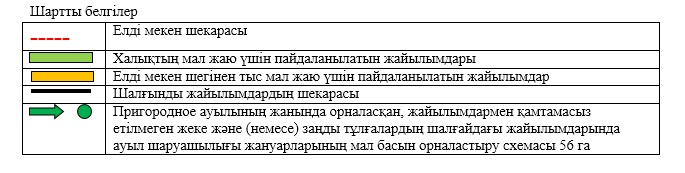 Шартты белгілер
Елді мекен шекарасы
Халықтың мал жаю үшін пайдаланылатын жайылымдары
Елді мекен шегінен тыс мал жаю үшін пайдаланылатын жайылымдар
Шалғынды жайылымдардың шекарасы
Пригородное ауылының жанында орналасқан, жайылымдармен қамтамасыз
етілмеген жеке және (немесе) заңды тұлғалардың шалғайдағы жайылымдарында
ауыл шаруашылығы жануарларының мал басын орналастыру схемасы 56 га